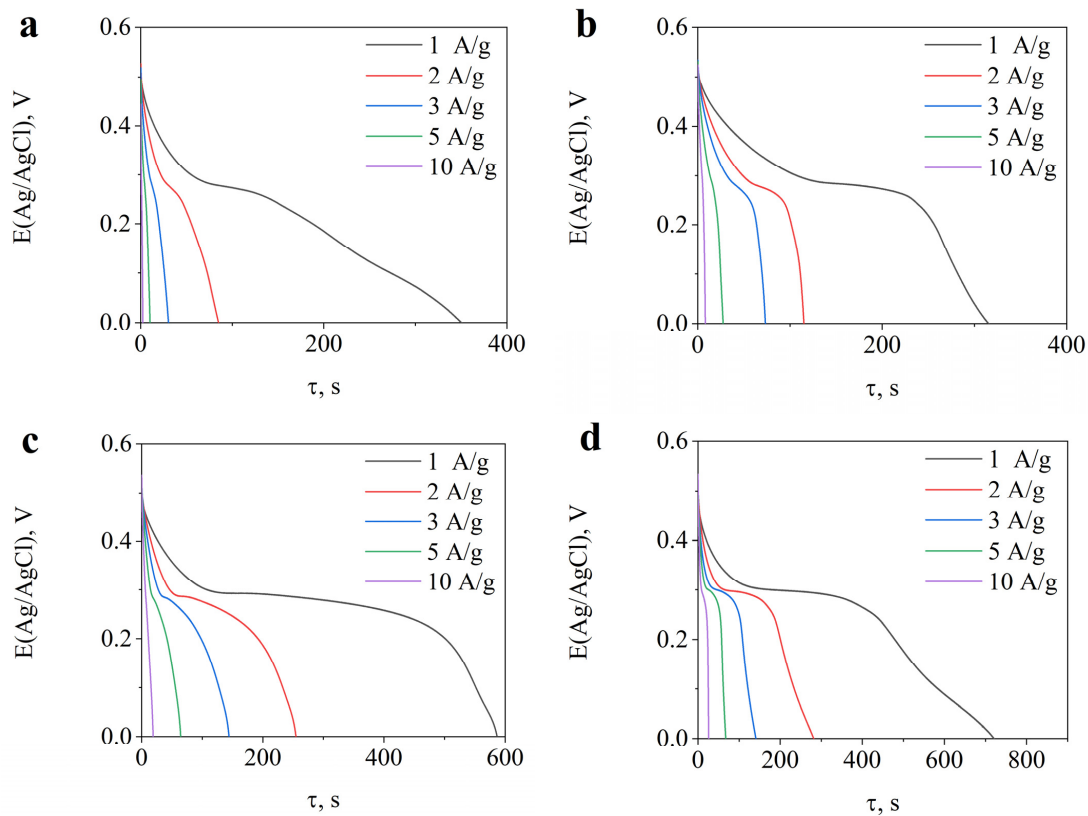 a
0.6
0.4
0.2
0.0
E(Ag/AgCl), V
0
200
400
τ, s
1 A/g
2 A/g
3 A/g
5 A/g
10 A/g
b
0.6
0.4
0.2
0.0
E(Ag/AgCl), V
0
200
400
τ, s
1 A/g
2 A/g
3 A/g
5 A/g
10 A/g
c
0.6
0.4
0.2
0.0
E(Ag/AgCl), V
0
200
400
600
τ, s
1 A/g
2 A/g
3 A/g
5 A/g
10 A/g
d
0.6
0.4
0.2
0.0
E(Ag/AgCl), V
0
200
400
600
800
τ, s
1 A/g
2 A/g
3 A/g
5 A/g
10 A/g